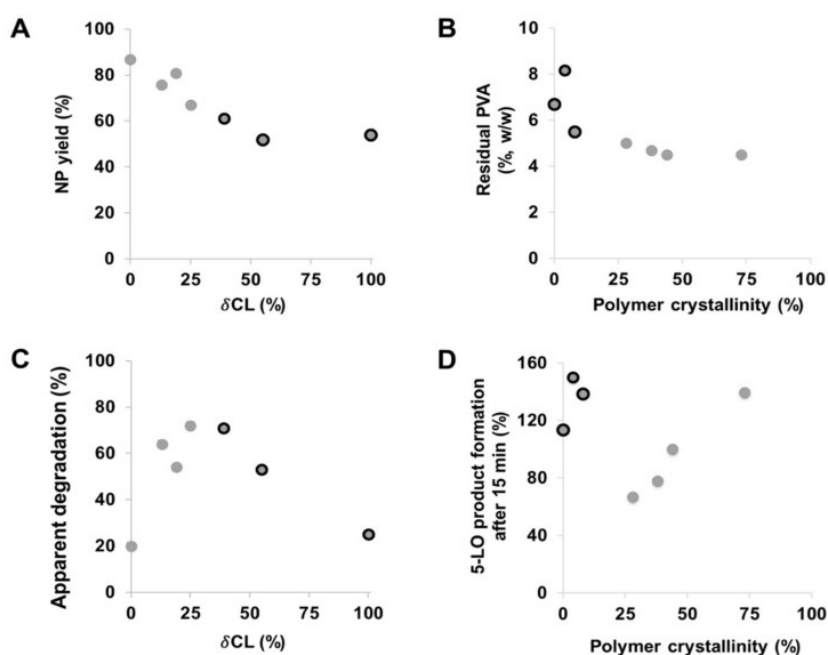 A
100
80
60
40
20
0
NP yield (%)
0 25 50 75 100
δCL (%)
B
10
8
6
4
2
0
Residual PVA
(%, w/w)
0 25 50 75 100
Polymer crystallinity (%)
C
100
80
60
40
20
0
Apparent degradation (%)
0 25 50 75 100
δCL (%)
D
160
120
80
40
0
5-LO product formation
after 15 min (%)
0 25 50 75 100
Polymer crystallinity (%)